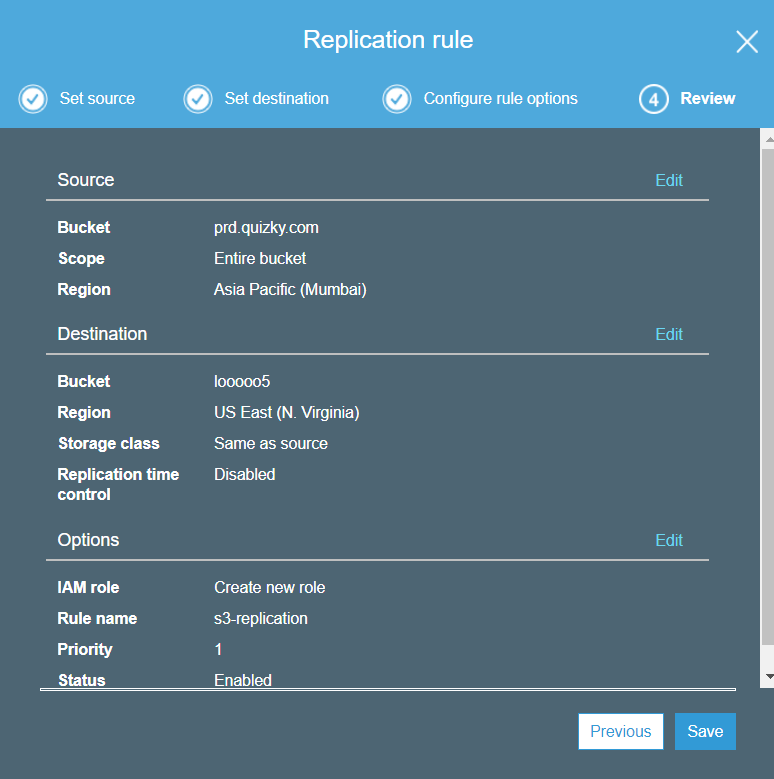 Replication rule
Set source Set destination Configure rule options 4 Review
Source Edit
Bucket prd.quizky.com
Scope Entire bucket
Region Asia Pacific (Mumbai)
Destination Edit
Bucket looooo5
Region US East (N. Virginia)
Storage class Same as source
Replication time Disabled
control
Options Edit
IAM role Create new role
Rule name s3-replication
Priority 1
Status Enabled
Previous Save